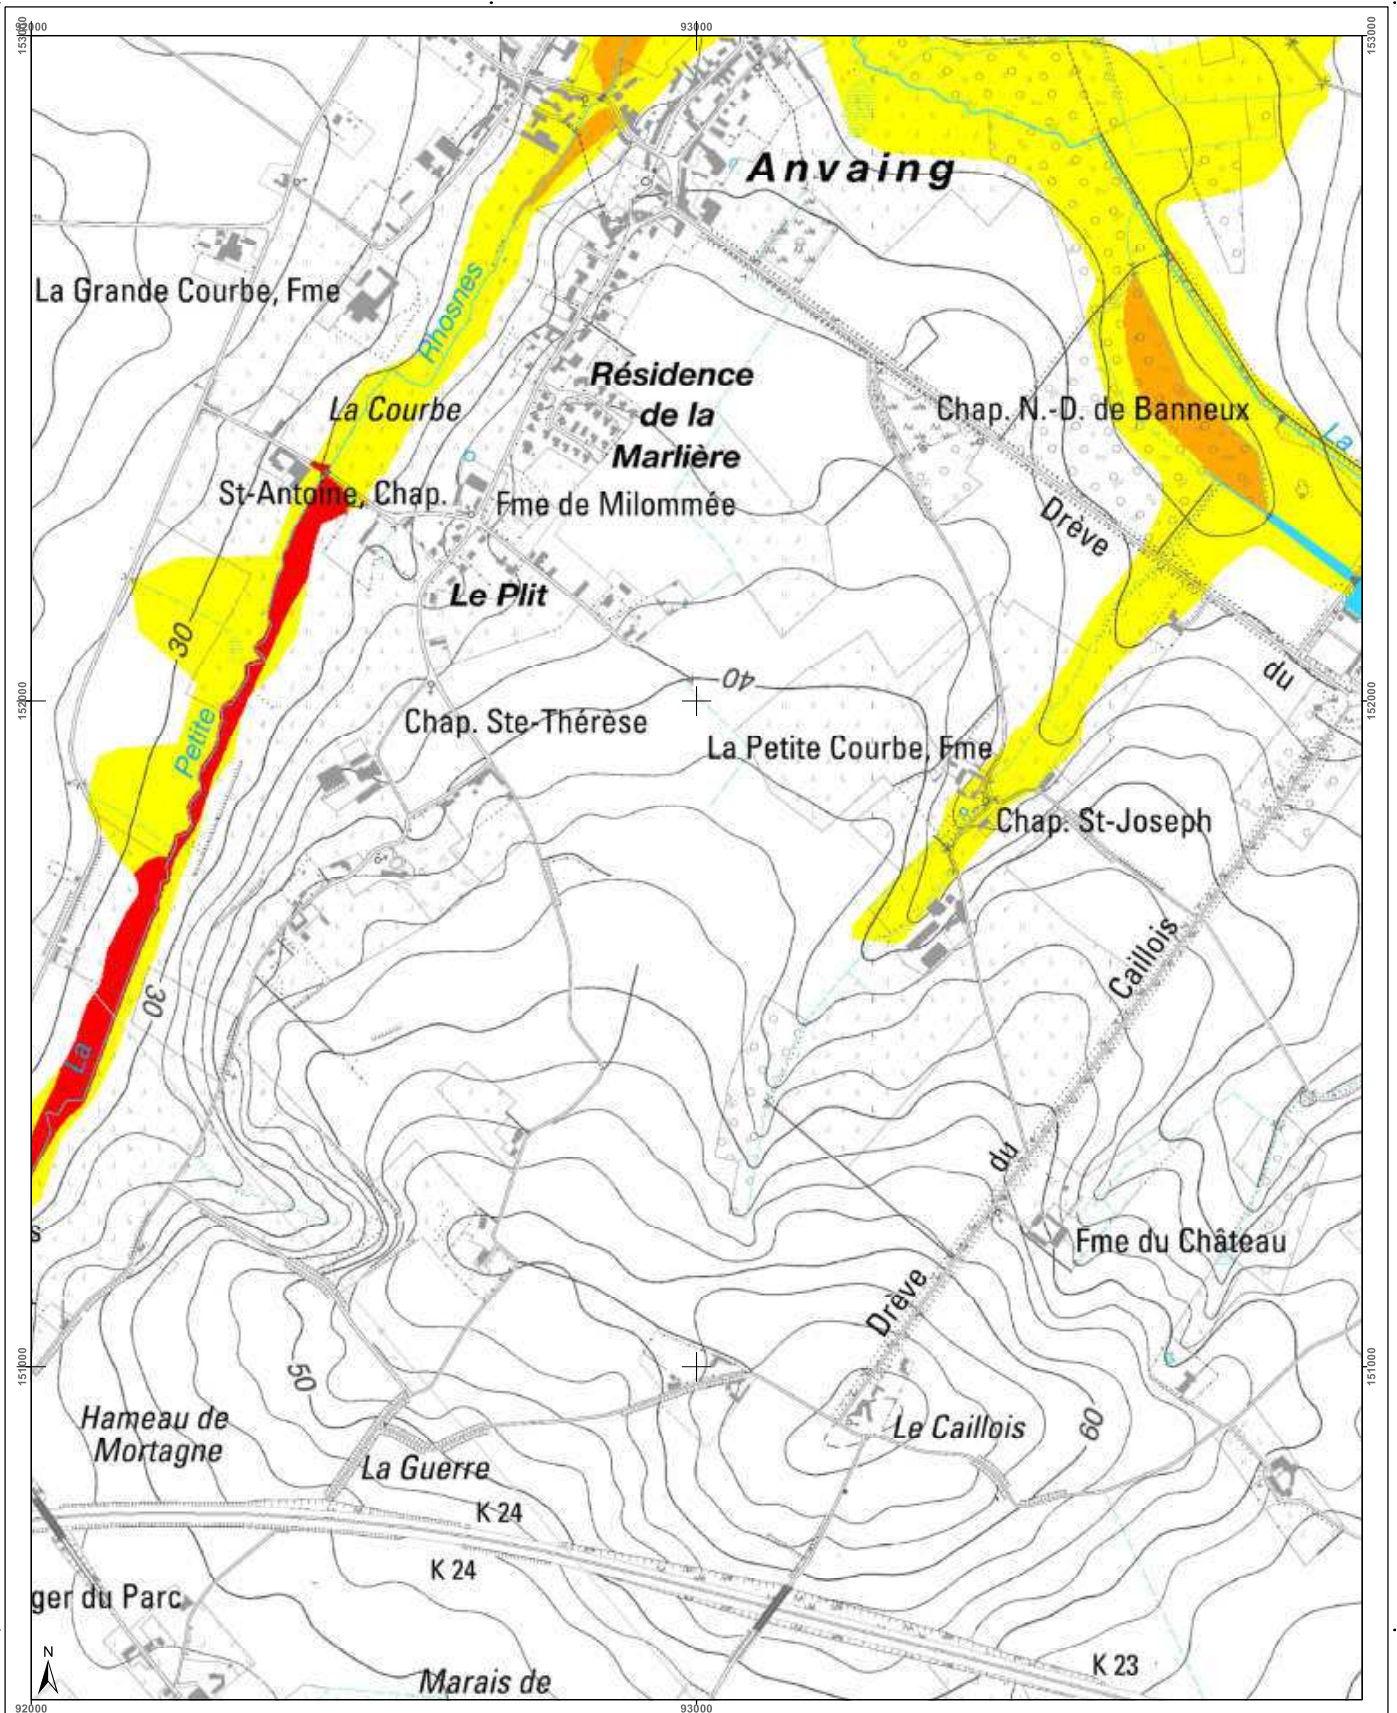 92000
93000
153000
153000
Anvaing
La Grande Courbe, Fme
Rhosnes
Résidence
de la
Marlière
La Courbe
Chap. N.-D. de Banneux
La
St-Antoine, Chap.
Fme de Milommée
Drève
Le Plit
30
du
40
152000
152000
Petite
Chap. Ste-Thérèse
La Petite Courbe, Fme
Chap. St-Joseph
Caillois
30
La
du
s
Fme du Château
Drève
151000
151000
50
Hameau de
Mortagne
Le Caillois
60
La Guerre
K 24
K 24
ger du Parc
N
Marais de
K 23
92000
93000